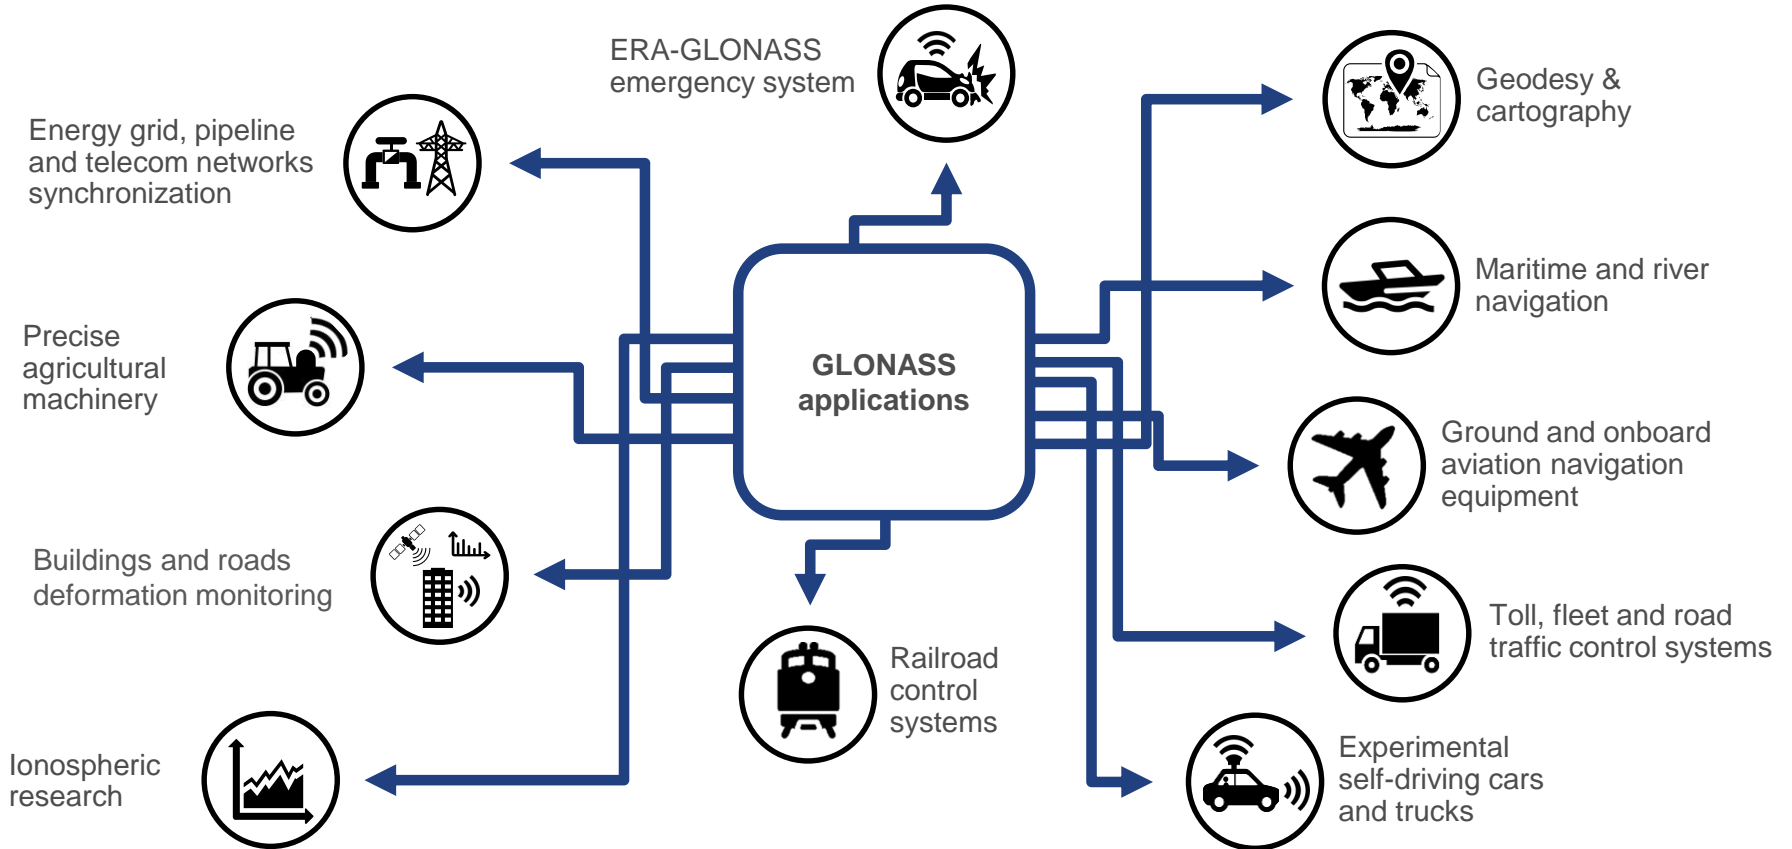 ERA-GLONASS
emergency system
Geodesy &
cartography
Energy grid, pipeline
and telecom networks
synchronization
Maritime and river
navigation
Precise
agricultural
machinery
GLONASS
applications
Ground and onboard
aviation navigation
equipment
Buildings and roads
deformation monitoring
Toll, fleet and road
traffic control systems
Railroad
control
systems
Ionospheric
research
Experimental
self-driving cars
and trucks